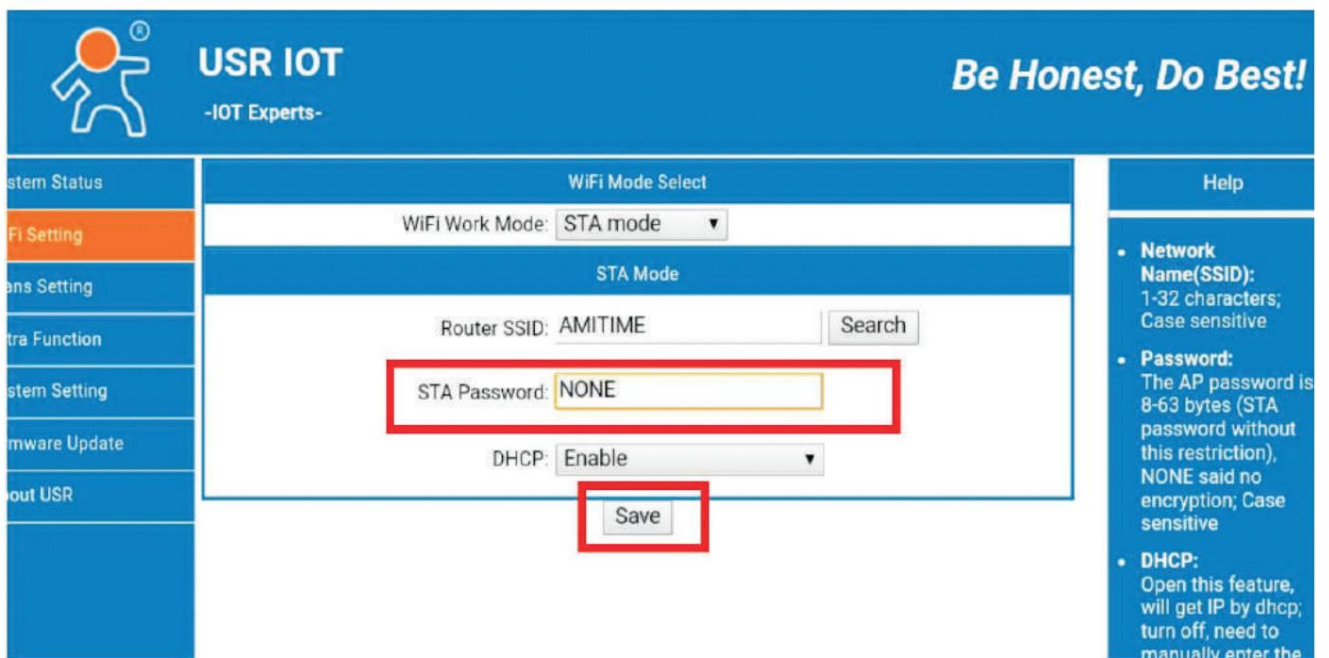 ®
USR IOT
-IOT Experts-
Be Honest, Do Best!
stem Status
Fi Setting
ans Setting
tra Function
stem Setting
mware Update
out USR
WiFi Mode Select
WiFi Work Mode: STA mode
STA Mode
Router SSID: AMITIME Search
STA Password: NONE
DHCP: Enable
Save
Help
• Network
Name(SSID):
1-32 characters;
Case sensitive
• Password:
The AP password is
8-63 bytes (STA
password without
this restriction),
NONE said no
encryption; Case
sensitive
• DHCP:
Open this feature,
will get IP by dhcp;
turn off, need to
manually enter the